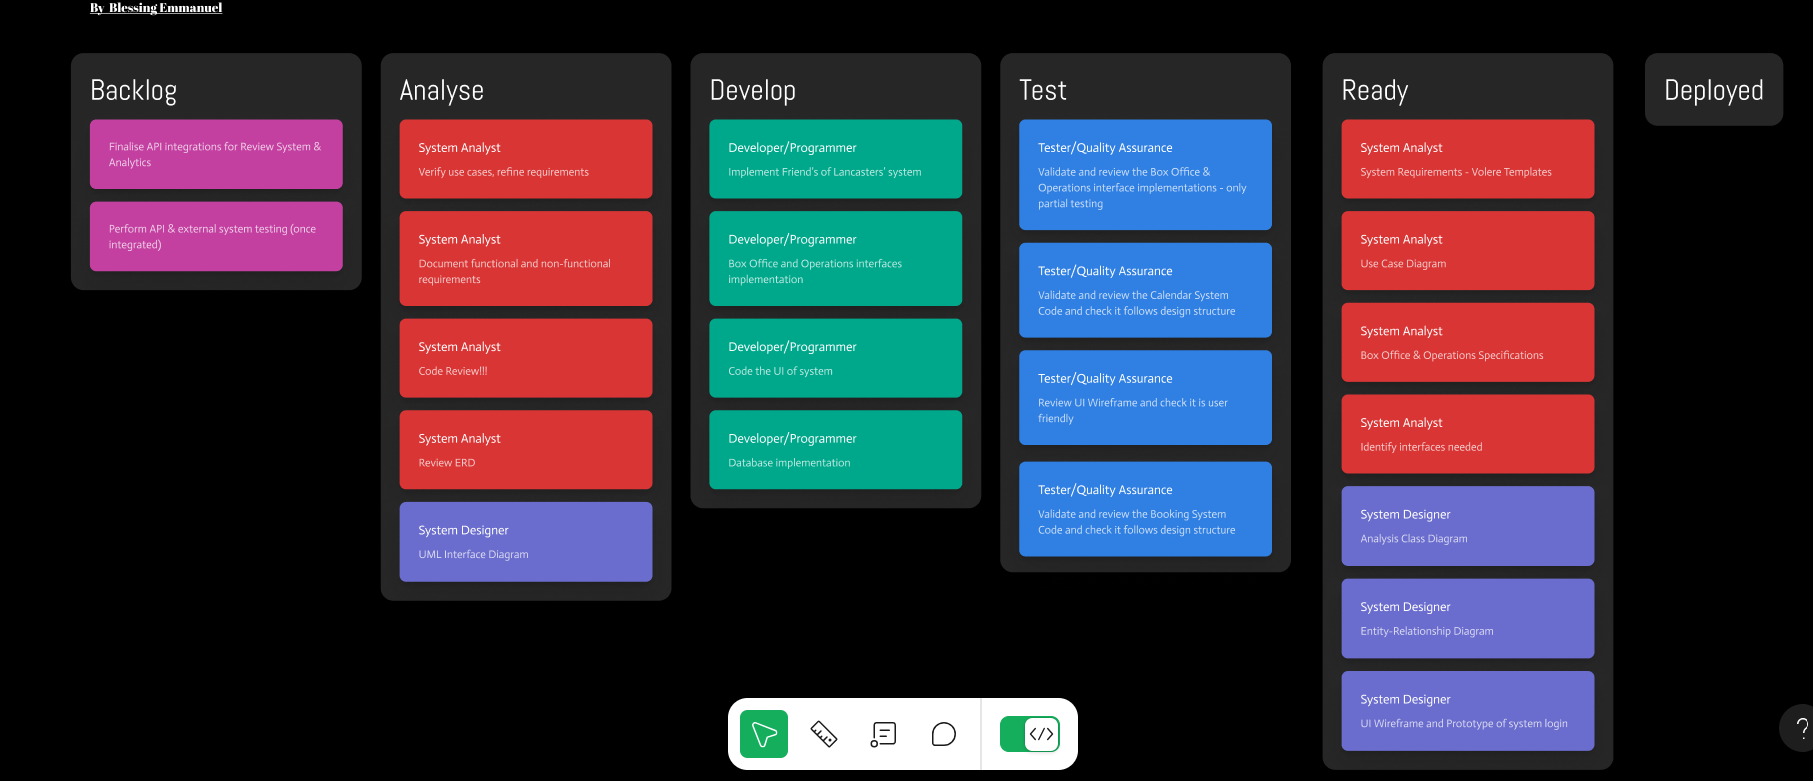 By Blessing Emmanuel
Backlog
Finalise API integrations for Review System &
Analytics
Perform API & external system testing (once
integrated)
Analyse
System Analyst
Verify use cases, refine requirements
System Analyst
Document functional and non-functional
requirements
System Analyst
Code Review!!!
System Analyst
Review ERD
System Designer
UML Interface Diagram
Develop
Developer/Programmer
Implement Friend's of Lancasters' system
Developer/Programmer
Box Office and Operations interfaces
implementation
Developer/Programmer
Code the UI of system
Developer/Programmer
Database implementation
Test
Tester/Quality Assurance
Validate and review the Box Office &
Operations interface implementations - only
partial testing
Tester/Quality Assurance
Validate and review the Calendar System
Code and check it follows design structure
Tester/Quality Assurance
Review UI Wireframe and check it is user
friendly
Tester/Quality Assurance
Validate and review the Booking System
Code and check it follows design structure
Ready
System Analyst
System Requirements - Volere Templates
System Analyst
Use Case Diagram
System Analyst
Box Office & Operations Specifications
System Analyst
Identify interfaces needed
System Designer
Analysis Class Diagram
System Designer
Entity-Relationship Diagram
System Designer
UI Wireframe and Prototype of system login
Deployed
</>
?